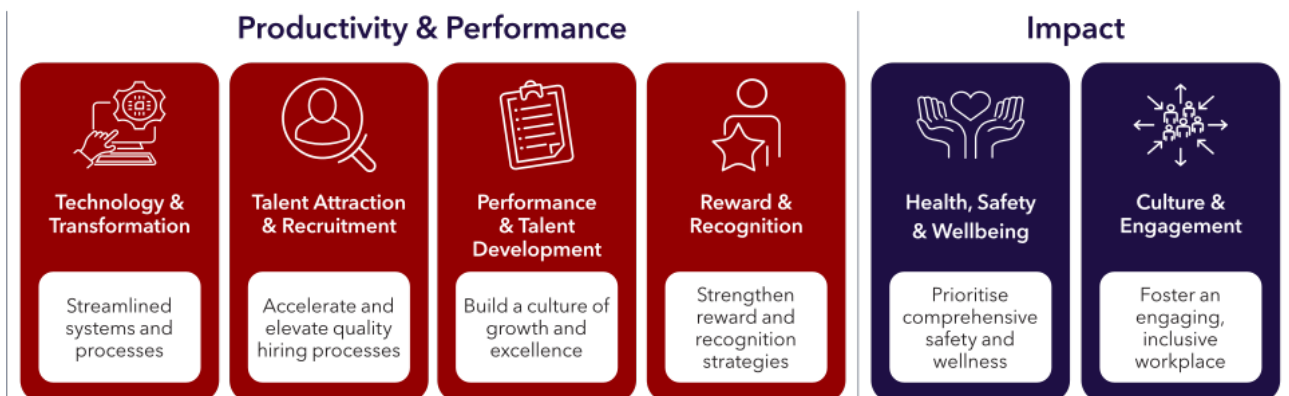 Productivity & Performance
Impact
Technology &
Transformation
Streamlined
systems and
processes
Talent Attraction
& Recruitment
Accelerate and
elevate quality
hiring processes
Performance
& Talent
Development
Build a culture of
growth and
excellence
Reward &
Recognition
Strengthen
reward and
recognition
strategies
Health, Safety
& Wellbeing
Prioritise
comprehensive
safety and
wellness
Culture &
Engagement
Foster an
engaging,
inclusive
workplace